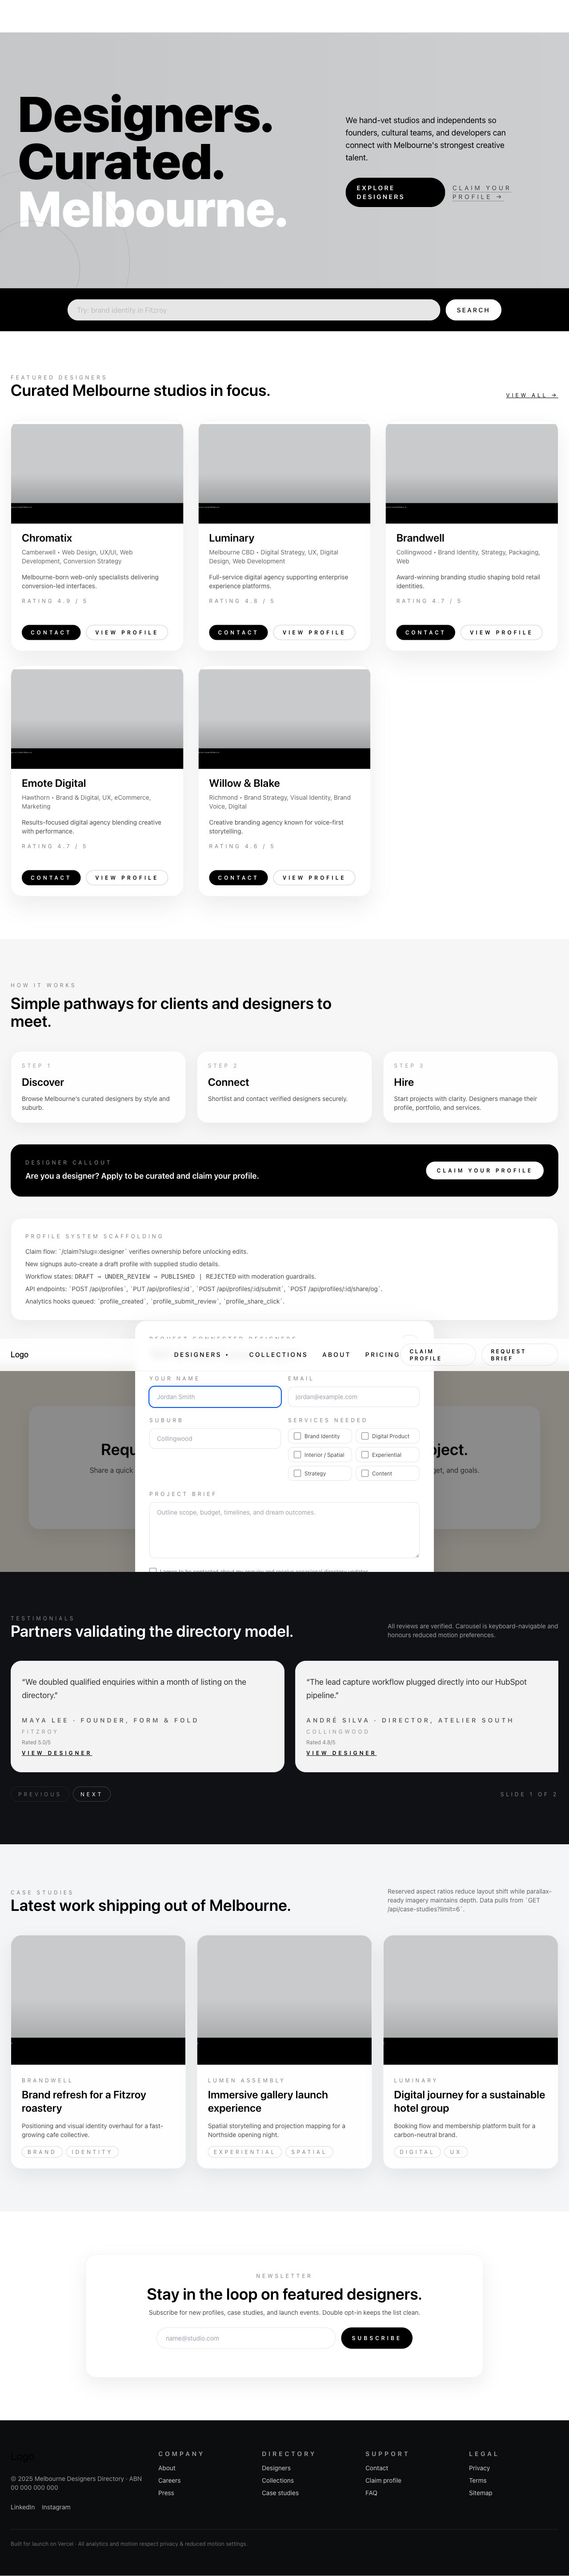 Designers.
Curated.
Melbourne.
We hand-vet studios and independents so
founders, cultural teams, and developers can
connect with Melbourne's strongest creative
talent.
EXPLORE
DESIGNERS
CLAIM YOUR
PROFILE →
Try: brand identity in Fitzroy
SEARCH
FEATURED DESIGNERS
Curated Melbourne studios in focus.
VIEW ALL →
Chromatix
Camberwell • Web Design, UX/UI, Web
Development, Conversion Strategy
Melbourne-born web-only specialists delivering
conversion-led interfaces.
RATING 4.9 / 5
CONTACT
VIEW PROFILE
Luminary
Melbourne CBD • Digital Strategy, UX, Digital
Design, Web Development
Full-service digital agency supporting enterprise
experience platforms.
RATING 4.8 / 5
CONTACT
VIEW PROFILE
Brandwell
Collingwood • Brand Identity, Strategy, Packaging,
Web
Award-winning branding studio shaping bold retail
identities.
RATING 4.7 / 5
CONTACT
VIEW PROFILE
Emote Digital
Hawthorn • Brand & Digital, UX, eCommerce,
Marketing
Results-focused digital agency blending creative
with performance.
RATING 4.7 / 5
CONTACT
VIEW PROFILE
Willow & Blake
Richmond • Brand Strategy, Visual Identity, Brand
Voice, Digital
Creative branding agency known for voice-first
storytelling.
RATING 4.6 / 5
CONTACT
VIEW PROFILE
HOW IT WORKS
Simple pathways for clients and designers to
meet.
STEP 1
Discover
Browse Melbourne's curated designers by style and
suburb.
STEP 2
Connect
Shortlist and contact verified designers securely.
STEP 3
Hire
Start projects with clarity. Designers manage their
profile, portfolio, and services.
DESIGNER CALLOUT
Are you a designer? Apply to be curated and claim your profile.
CLAIM YOUR PROFILE
PROFILE SYSTEM SCAFFOLDING
Claim flow: `/claim?slug=:designer` verifies ownership before unlocking edits.
New signups auto-create a draft profile with supplied studio details.
Workflow states: DRAFT → UNDER_REVIEW → PUBLISHED | REJECTED with moderation guardrails.
API endpoints: `POST /api/profiles`, `PUT /api/profiles/:id`, `POST /api/profiles/:id/submit`, `POST /api/profiles/:id/share/og`.
Analytics hooks queued: `profile_created`, `profile_submit_review`, `profile_share_click`.
REQUEST CONNECTED DESIGNERS
Logo
DESIGNERS •
COLLECTIONS
ABOUT
PRICING
CLAIM
PROFILE
REQUEST
BRIEF
YOUR NAME
EMAIL
Jordan Smith
jordan@example.com
SUBURB
SERVICES NEEDED
Collingwood
Brand Identity
Digital Product
Interior / Spatial
Experiential
Strategy
Content
PROJECT BRIEF
Outline scope, budget, timelines, and dream outcomes.
Requ
oject.
Share a quick
get, and goals.
I agree to be contacted about my enquiry and receive occasional directory updates.
TESTIMONIALS
Partners validating the directory model.
All reviews are verified. Carousel is keyboard-navigable and
honours reduced motion preferences.
“We doubled qualified enquiries within a month of listing on the
directory.”
MAYA LEE · FOUNDER, FORM & FOLD
FITZROY
Rated 5.0/5
VIEW DESIGNER
“The lead capture workflow plugged directly into our HubSpot
pipeline.”
ANDRÉ SILVA · DIRECTOR, ATELIER SOUTH
COLLINGWOOD
Rated 4.8/5
VIEW DESIGNER
PREVIOUS
NEXT
SLIDE 1 OF 2
CASE STUDIES
Latest work shipping out of Melbourne.
Reserved aspect ratios reduce layout shift while parallax-
ready imagery maintains depth. Data pulls from `GET
/api/case-studies?limit=6`.
BRANDWELL
Brand refresh for a Fitzroy
roastery
Positioning and visual identity overhaul for a fast-
growing cafe collective.
BRAND
IDENTITY
LUMEN ASSEMBLY
Immersive gallery launch
experience
Spatial storytelling and projection mapping for a
Northside opening night.
EXPERIENTIAL
SPATIAL
LUMINARY
Digital journey for a sustainable
hotel group
Booking flow and membership platform built for a
carbon-neutral brand.
DIGITAL
UX
NEWSLETTER
Stay in the loop on featured designers.
Subscribe for new profiles, case studies, and launch events. Double opt-in keeps the list clean.
name@studio.com
SUBSCRIBE
Logo
© 2025 Melbourne Designers Directory · ABN
00 000 000 000
LinkedIn
Instagram
COMPANY
About
Careers
Press
DIRECTORY
Designers
Collections
Case studies
SUPPORT
Contact
Claim profile
FAQ
LEGAL
Privacy
Terms
Sitemap
Built for launch on Vercel · All analytics and motion respect privacy & reduced motion settings.